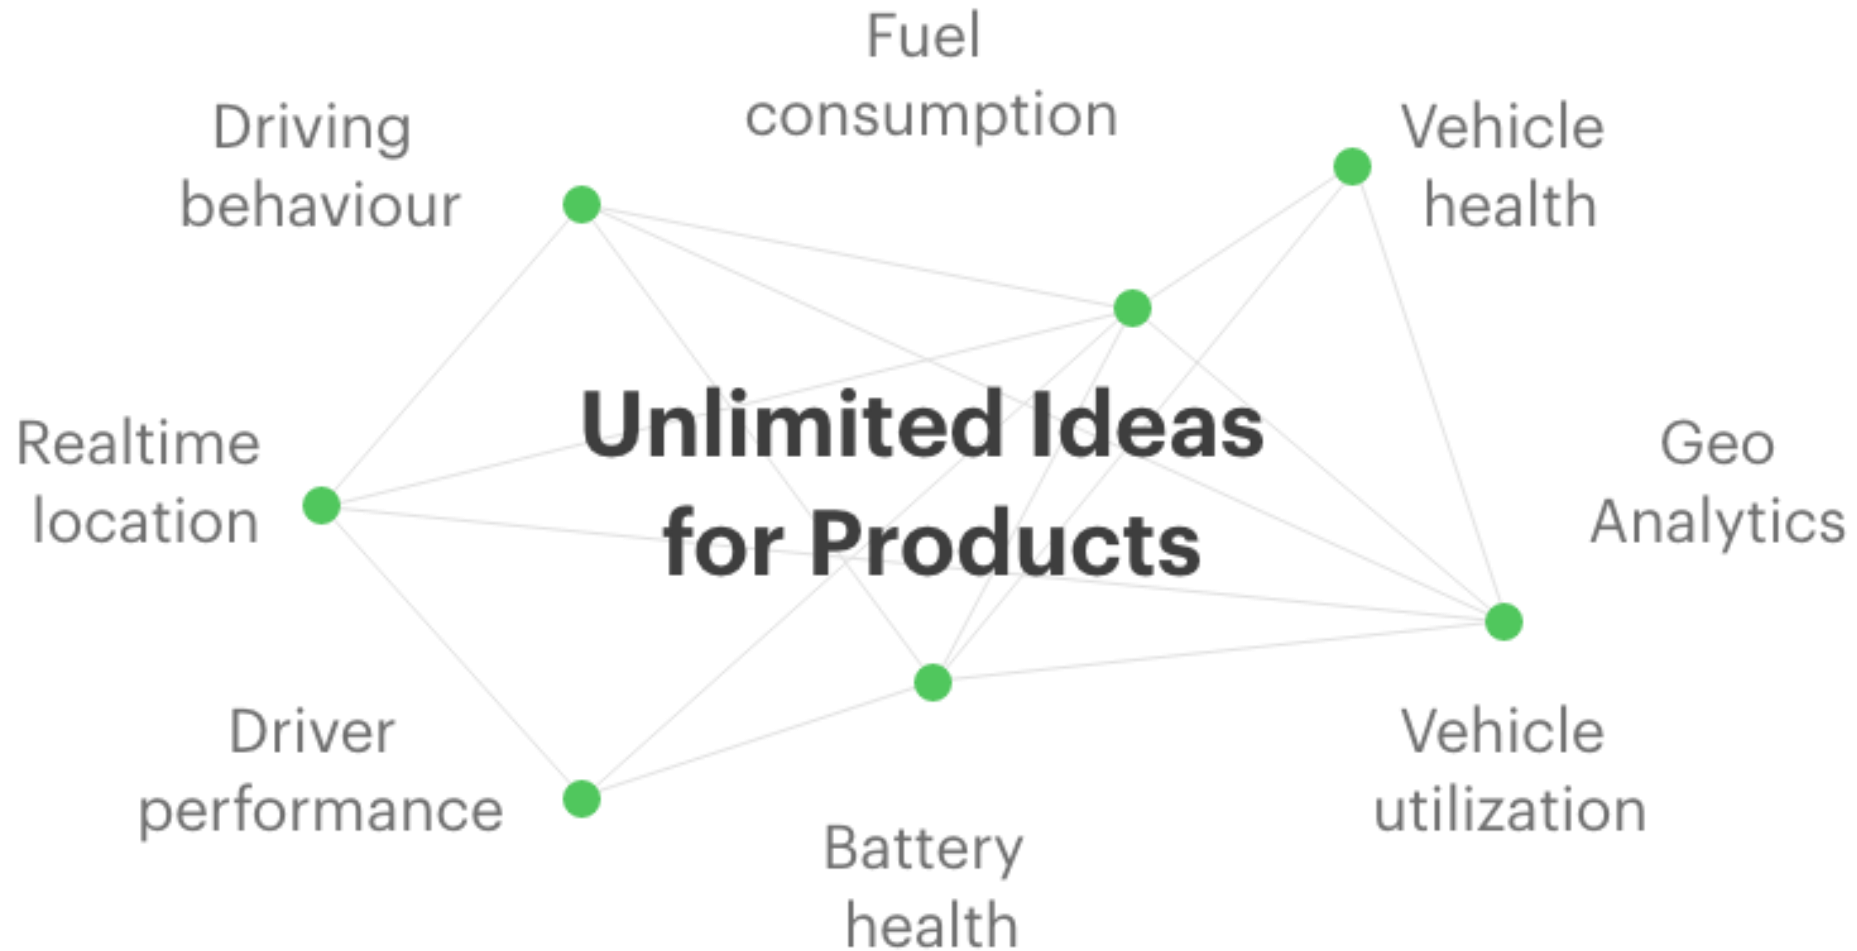 Fuel
consumption
Driving
behaviour
Vehicle
health
Unlimited Ideas
for Products
Realtime
location
Geo
Analytics
Driver
performance
Vehicle
utilization
Battery
health